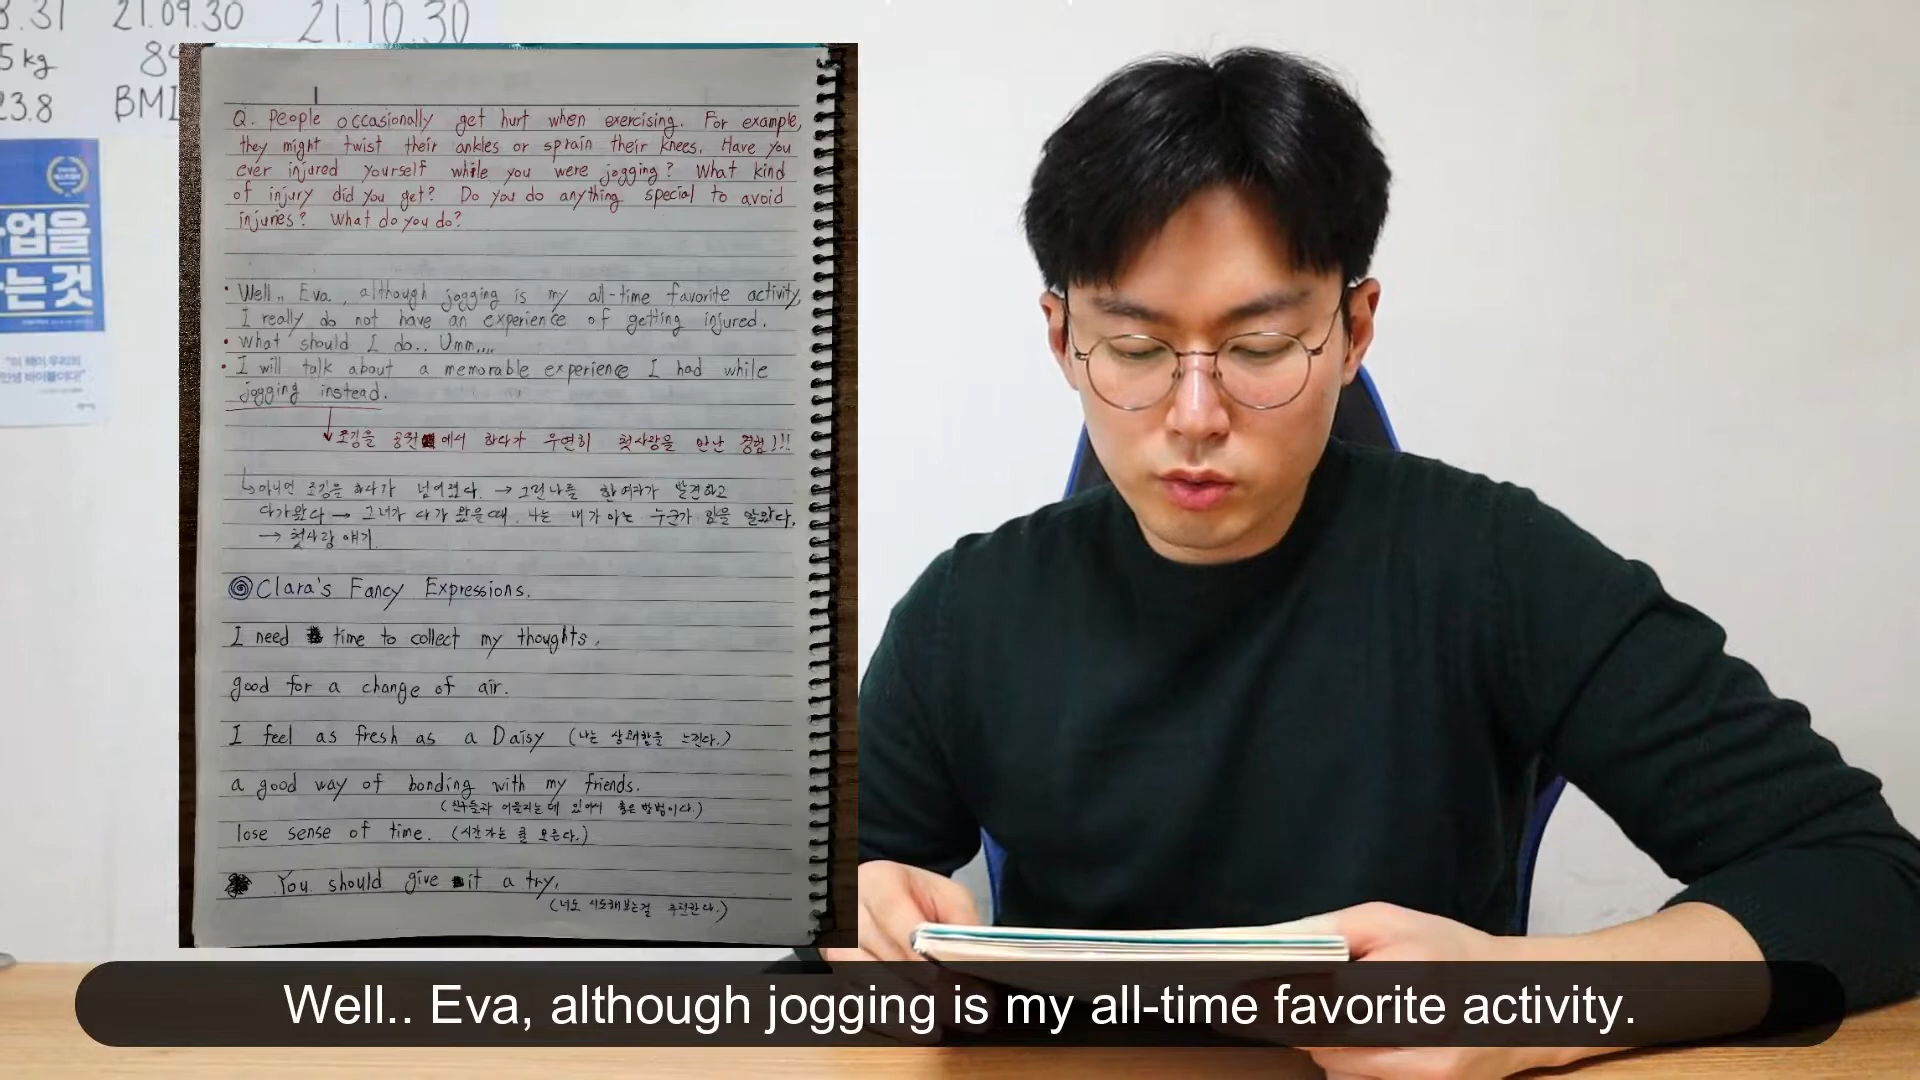 8.31 21.09.30 21.10.30
5kg 84
23.8 BMI
업을
는 것
Q. People occasionally get hurt when exercising. For example,
they might twist their ankles or sprain their knees. Have you
ever injured yourself while you were jogging? What kind
of injury did you get? Do you do anything special to avoid
injuries? What do you do?
• Well.. Eva, although jogging is my all-time favorite activity,
I really do not have an experience of getting injured.
• What should I do.. Umm....
• I will talk about a memorable experience I had while
jogging instead.
조깅을 공원에서 하다가 우연히 첫사랑을 만난 경험!!!
아니면 조깅을 하다가 넘어졌다. → 그런 나를 한 여자가 발견하고
다가왔다 → 그녀가 다가 왔을 때, 나는 내가 아는 누군가 임을 알았다.
→ 첫사랑 얘기.
Clara's Fancy Expressions.
I need time to collect my thoughts.
good for a change of air.
I feel as fresh as a Daisy (나는 상쾌함을 느낀다.)
a good way of bonding with my friends.
(친구들과 어울리는데 있어서 좋은 방법이다.)
lose sense of time. (시간가는 줄 모른다.)
You should give it a try.
(너도 시도해보는걸 추천한다.)
Well.. Eva, although jogging is my all-time favorite activity.